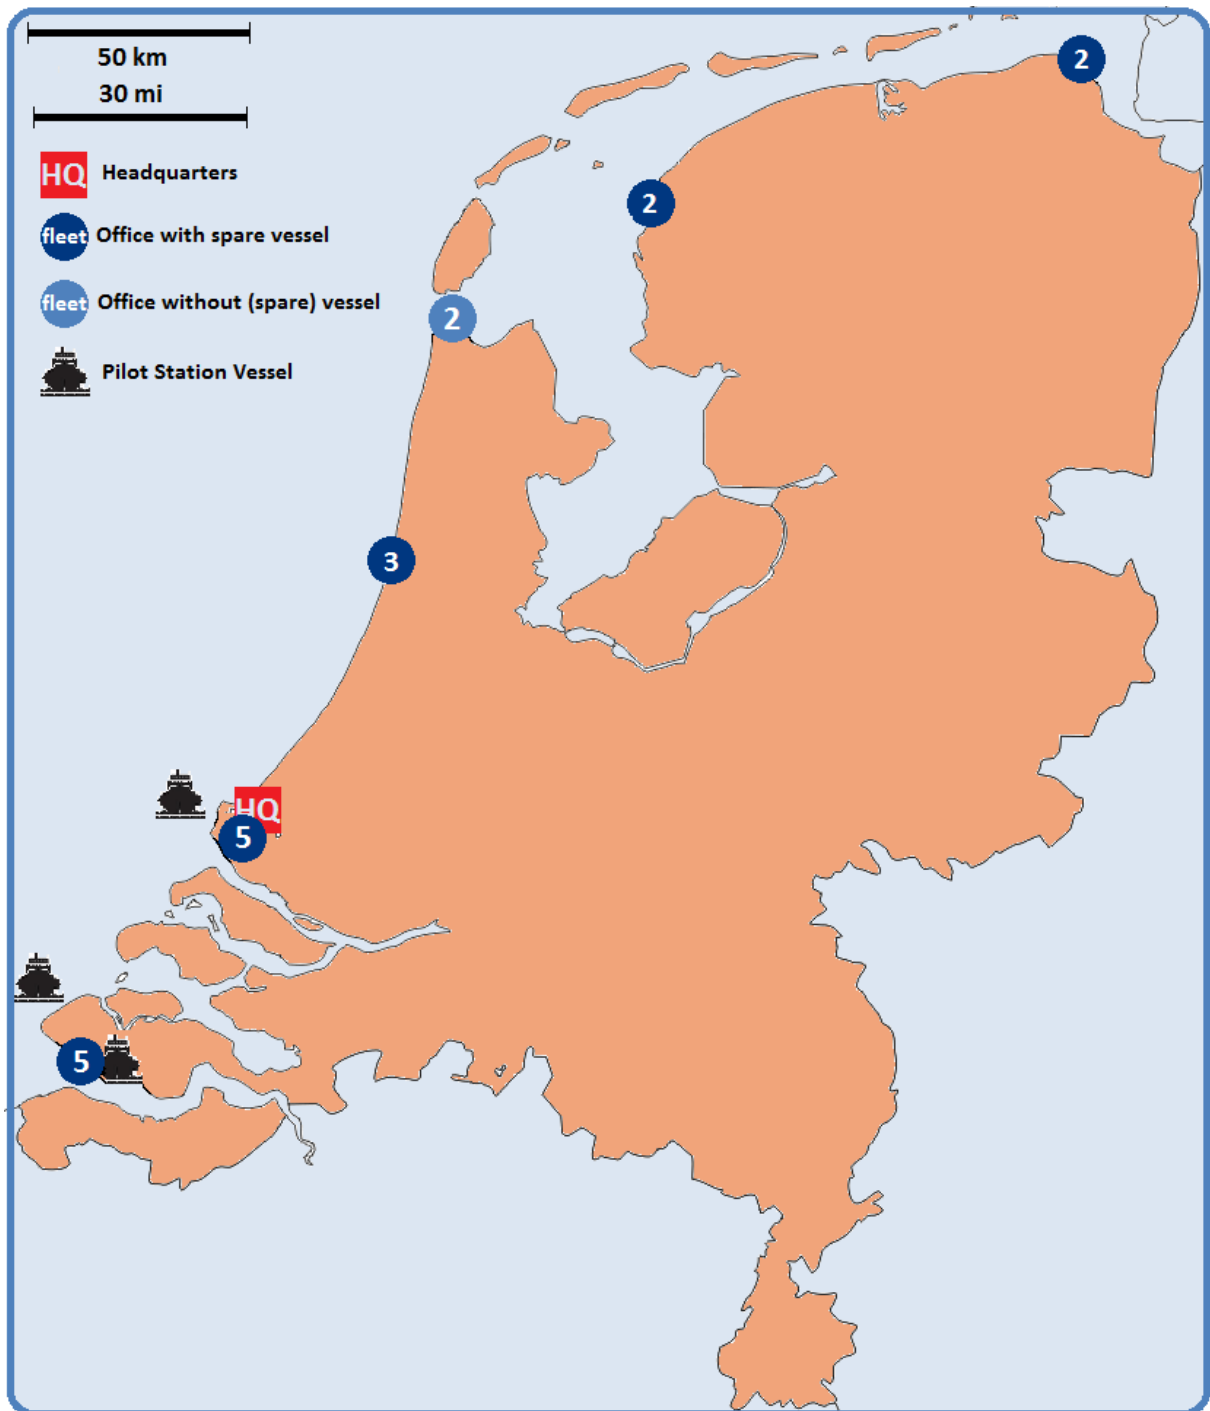 50 km
30 mi
HQ Headquarters
fleet Office with spare vessel
fleet Office without (spare) vessel
Pilot Station Vessel
2
2
2
3
HQ
5
5